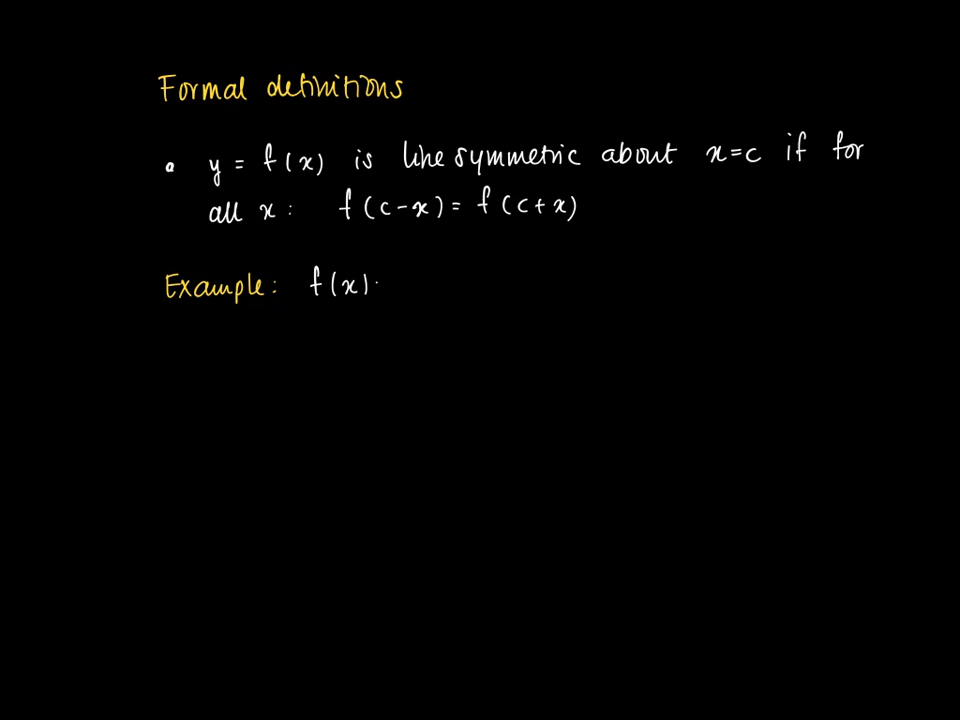 Formal definitions
• y = f(x) is line symmetric about x=c if for
all x: f(c-x) = f(c+x)
Example: f(x)